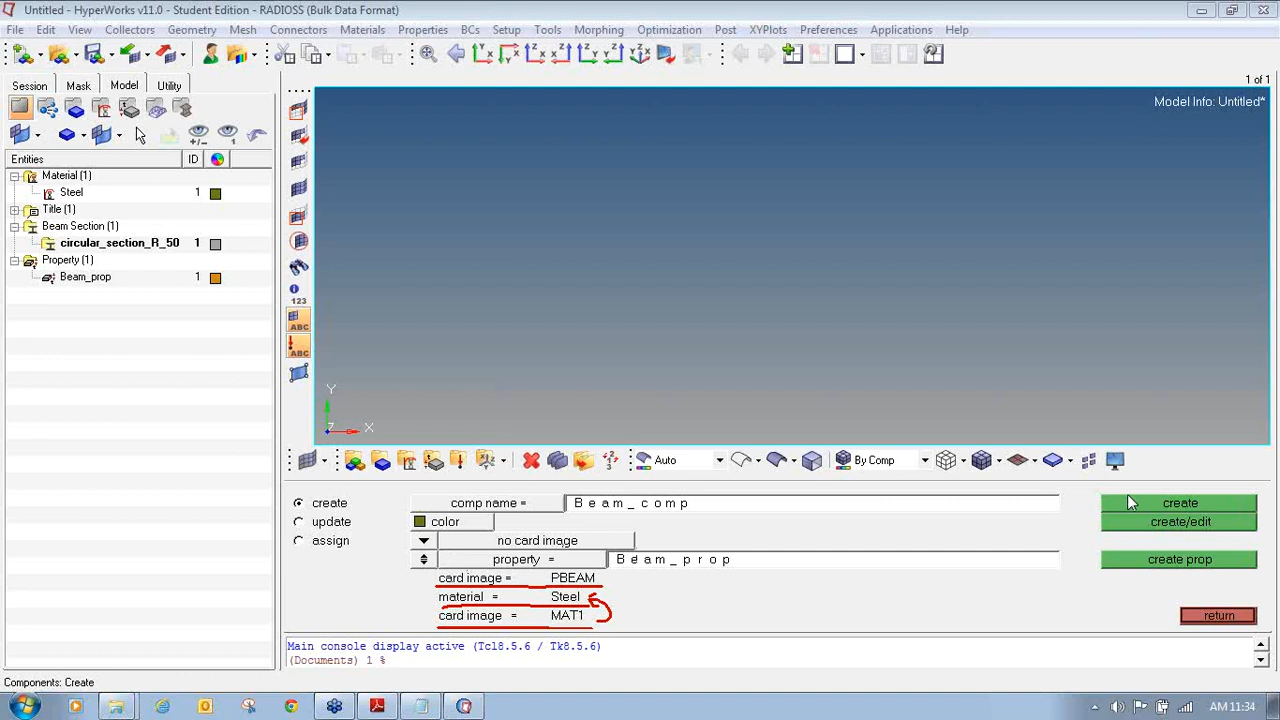 Untitled - HyperWorks v11.0 - Student Edition - RADIOSS (Bulk Data Format)
File Edit View Collectors Geometry Mesh Connectors Materials Properties BCs Setup Tools Morphing Optimization Post XYPlots Preferences Applications Help
Session Mask Model Utility
1 of 1
Model Info: Untitled*
Entities ID
Material (1)
Steel 1
Title (1)
Beam Section (1)
circular_section_R_50 1
Property (1)
Beam_prop 1
123
ABC
ABC
Y
Z X
Auto
By Comp
create comp name = Beam_comp create
update color create/edit
assign no card image
property = Beam_prop create prop
card image = PBEAM
material = Steel
card image = MAT1
return
Main console display active (Tcl8.5.6 / Tk8.5.6)
(Documents) 1 %
Components: Create
AM 11:34